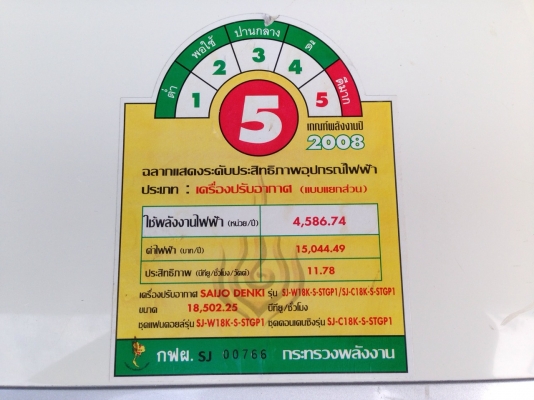 ต่ำ พอใช้ ปานกลาง ดี ดีมาก
1 2 3 4 5
5
เกณฑ์พลังงานปี
2008
ฉลากแสดงระดับประสิทธิภาพอุปกรณ์ไฟฟ้า
ประเภท : เครื่องปรับอากาศ (แบบแยกส่วน)
ใช้พลังงานไฟฟ้า (หน่วย/ปี) 4,586.74
ค่าไฟฟ้า (บาท/ปี) 15,044.49
ประสิทธิภาพ (บีทียู/ชั่วโมง/วัตต์) 11.78
เครื่องปรับอากาศ SAIJO DENKI รุ่น SJ-W18K-S-STGP1/SJ-C18K-S-STGP1
ขนาด 18,502.25 บีทียู/ชั่วโมง
ชุดแฟนคอยล์รุ่น SJ-W18K-S-STGP1 ชุดคอนเดนซิ่งรุ่น SJ-C18K-S-STGP1
กฟผ. SJ 00766 กระทรวงพลังงาน